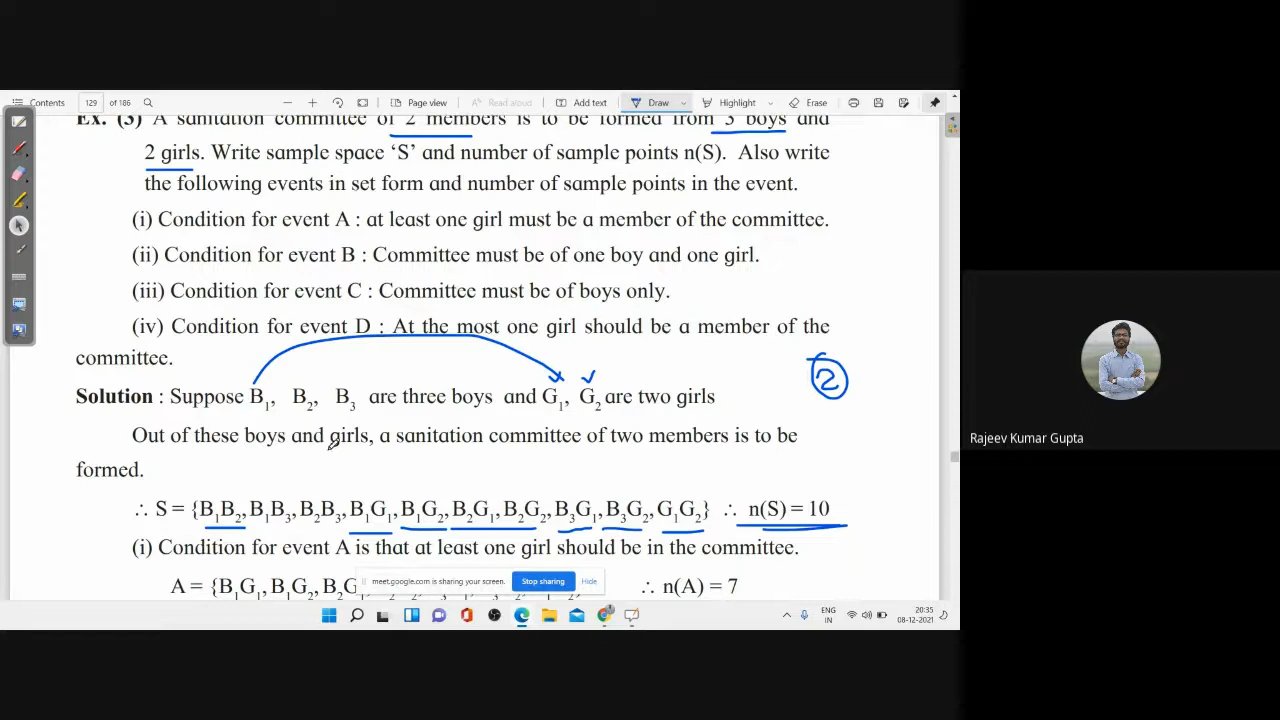 Contents 129 of 186 Page view Read aloud Add text Draw Highlight Erase
Ex. (3) A sanitation committee of 2 members is to be formed from 3 boys and
2 girls. Write sample space ‘S’ and number of sample points n(S). Also write
the following events in set form and number of sample points in the event.
(i) Condition for event A : at least one girl must be a member of the committee.
(ii) Condition for event B : Committee must be of one boy and one girl.
(iii) Condition for event C : Committee must be of boys only.
(iv) Condition for event D : At the most one girl should be a member of the
committee.
2
Solution : Suppose B₁, B₂, B₃ are three boys and G₁, G₂ are two girls
Out of these boys and girls, a sanitation committee of two members is to be
formed.
∴ S = {B₁B₂, B₁B₃, B₂B₃, B₁G₁, B₁G₂, B₂G₁, B₂G₂, B₃G₁, B₃G₂, G₁G₂} ∴ n(S) = 10
(i) Condition for event A is that at least one girl should be in the committee.
A = {B₁G₁, B₁G₂, B₂G ∴ n(A) = 7
meet.google.com is sharing your screen. Stop sharing Hide
ENG
IN
20:35
08-12-2021
Rajeev Kumar Gupta